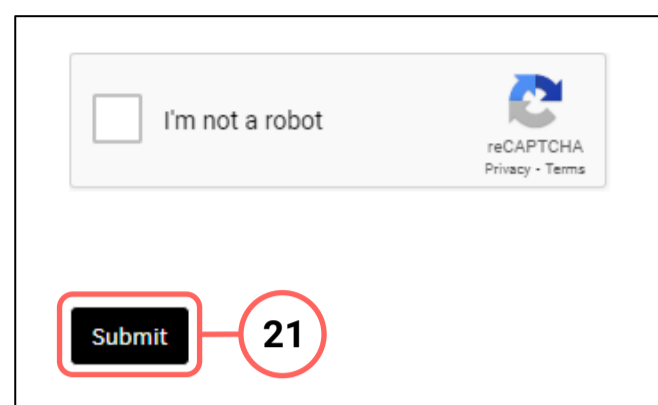 I'm not a robot
reCAPTCHA
Privacy - Terms
Submit
21